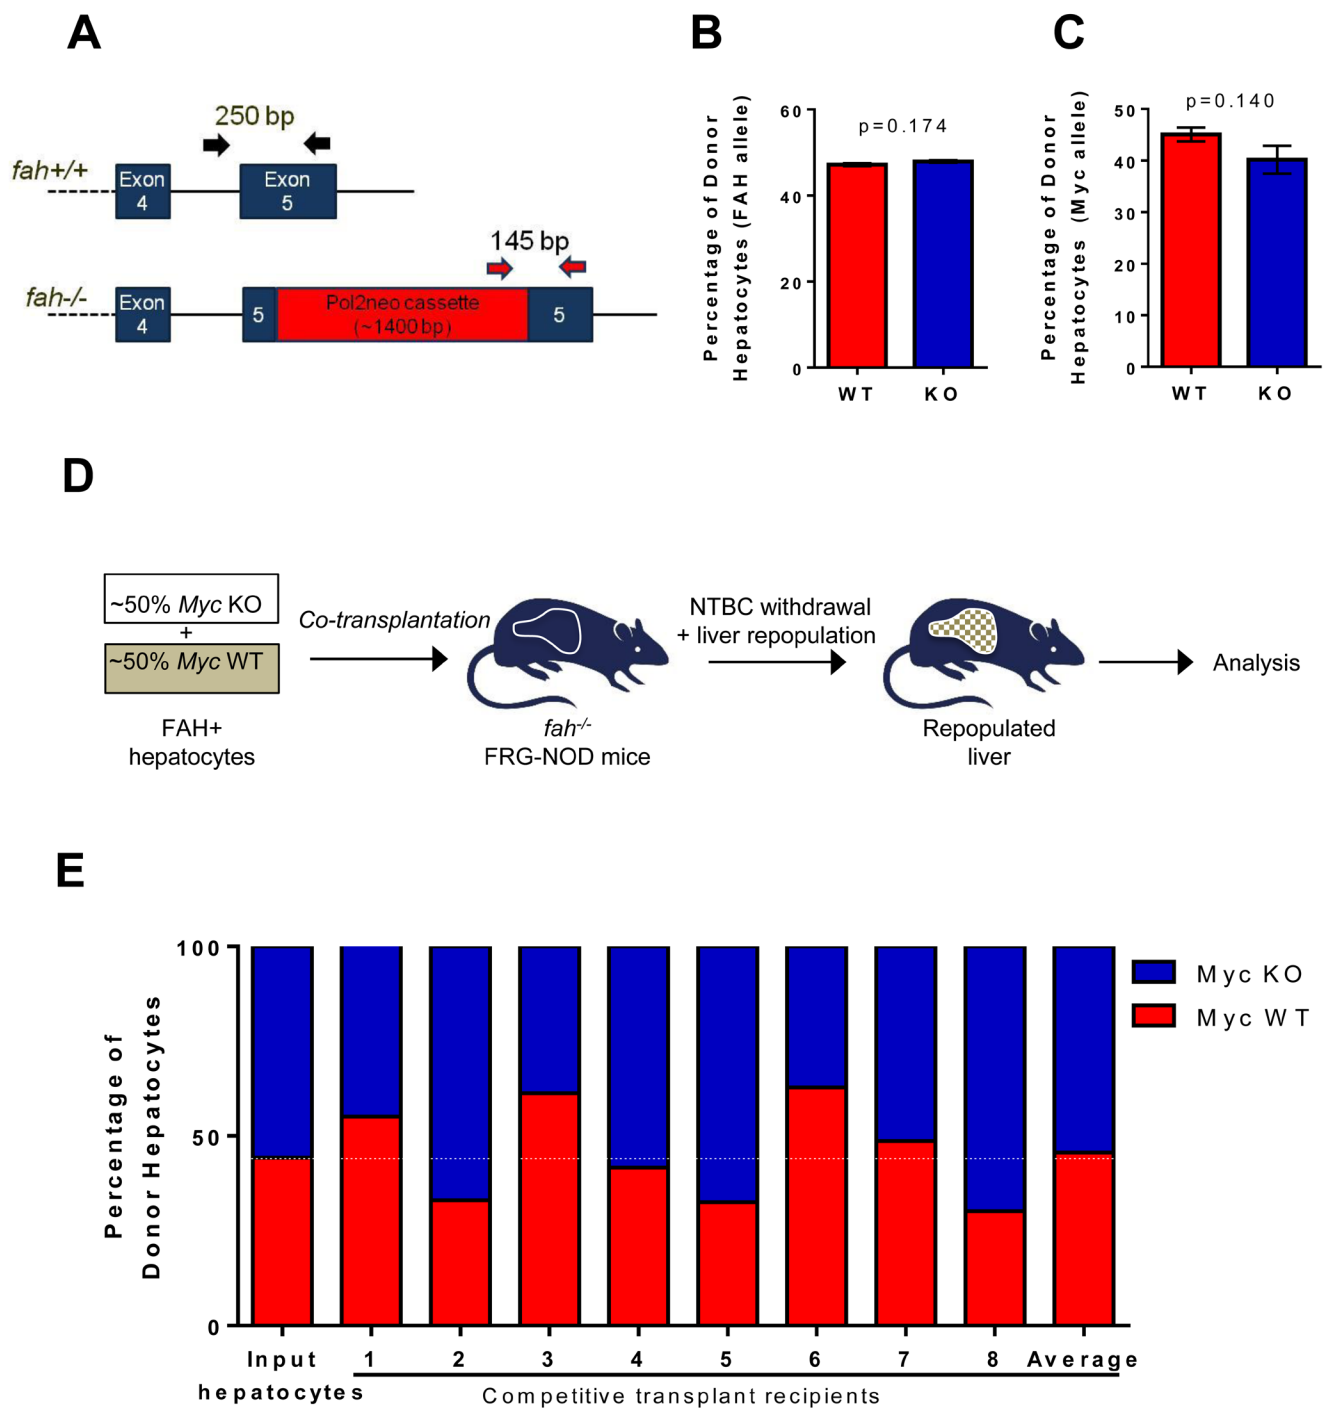 A
250 bp
fah+/+
Exon
4
Exon
5
145 bp
fah-/-
Exon
4
5
Pol2neo cassette
(~1400 bp)
5
B
Percentage of Donor
Hepatocytes (FAH allele)
p=0.174
60
40
20
0
WT
KO
C
Percentage of Donor
Hepatocytes (Myc allele)
p=0.140
50
40
30
20
10
0
WT
KO
D
~50% Myc KO
+
~50% Myc WT
FAH+
hepatocytes
Co-transplantation
fah-/-
FRG-NOD mice
NTBC withdrawal
+ liver repopulation
Repopulated
liver
Analysis
E
Percentage of
Donor Hepatocytes
100
50
0
Myc KO
Myc WT
Input
hepatocytes
1
2
3
4
5
6
7
8
Average
Competitive transplant recipients